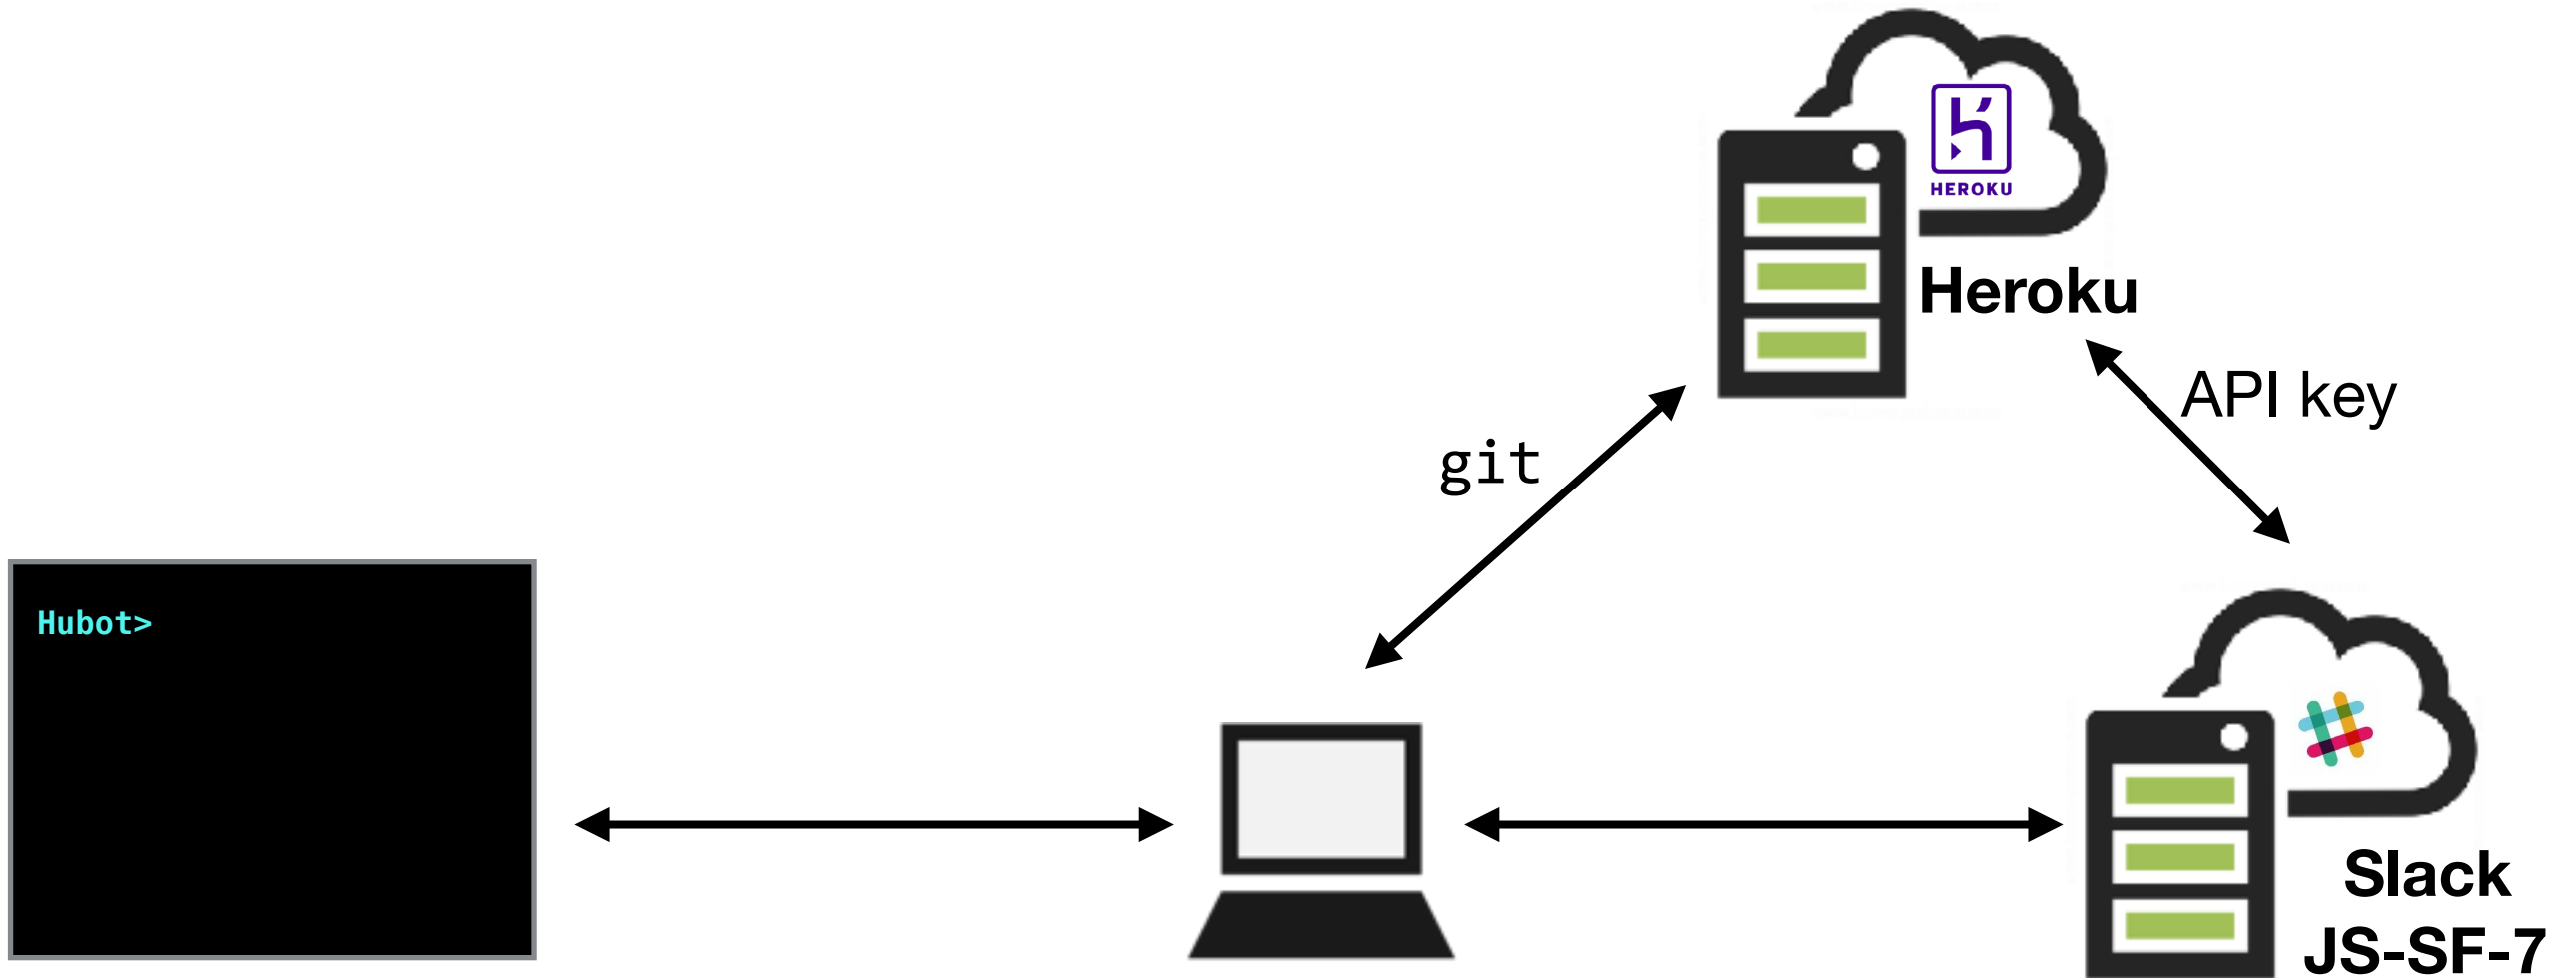 HEROKU
Heroku
API key
git
Hubot>
Slack
JS-SF-7